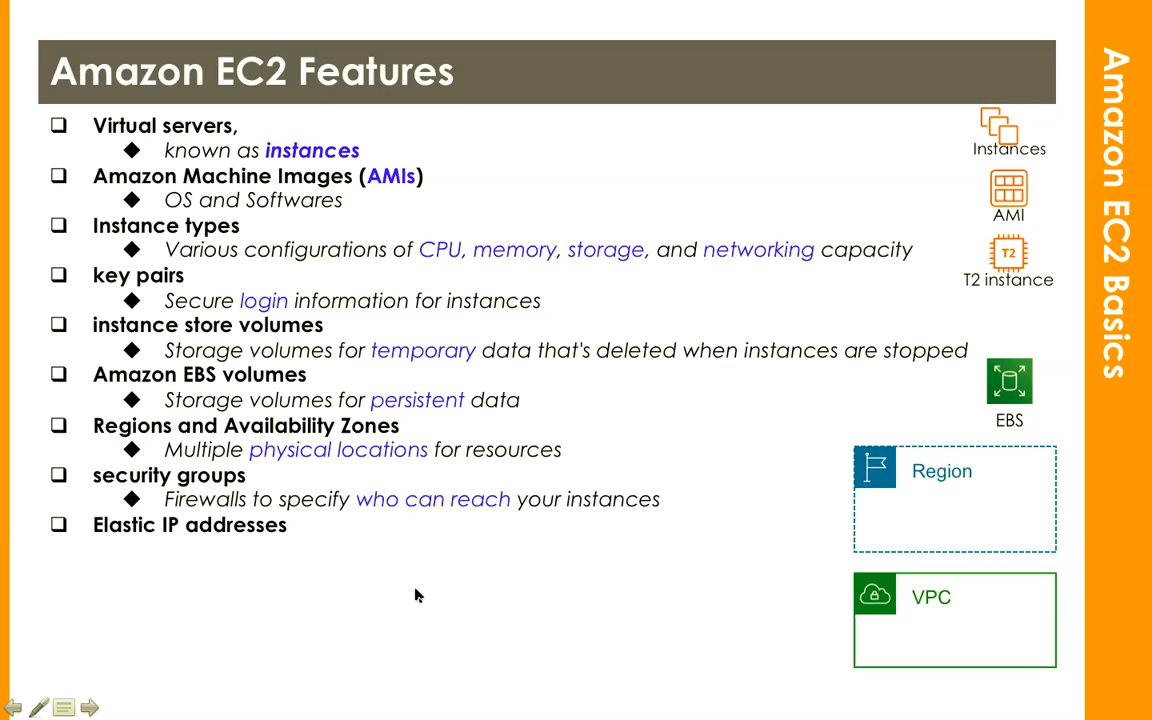 Amazon EC2 Features
Virtual servers,
known as instances
Amazon Machine Images (AMIs)
OS and Softwares
Instance types
Various configurations of CPU, memory, storage, and networking capacity
key pairs
Secure login information for instances
instance store volumes
Storage volumes for temporary data that's deleted when instances are stopped
Amazon EBS volumes
Storage volumes for persistent data
Regions and Availability Zones
Multiple physical locations for resources
security groups
Firewalls to specify who can reach your instances
Elastic IP addresses
Instances
AMI
T2
T2 instance
EBS
Region
VPC
Amazon EC2 Basics